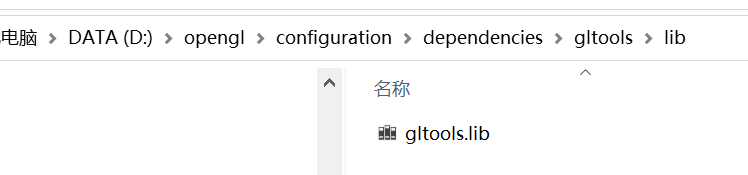 电脑 DATA (D:) opengl configuration dependencies gltools lib
名称
gltools.lib